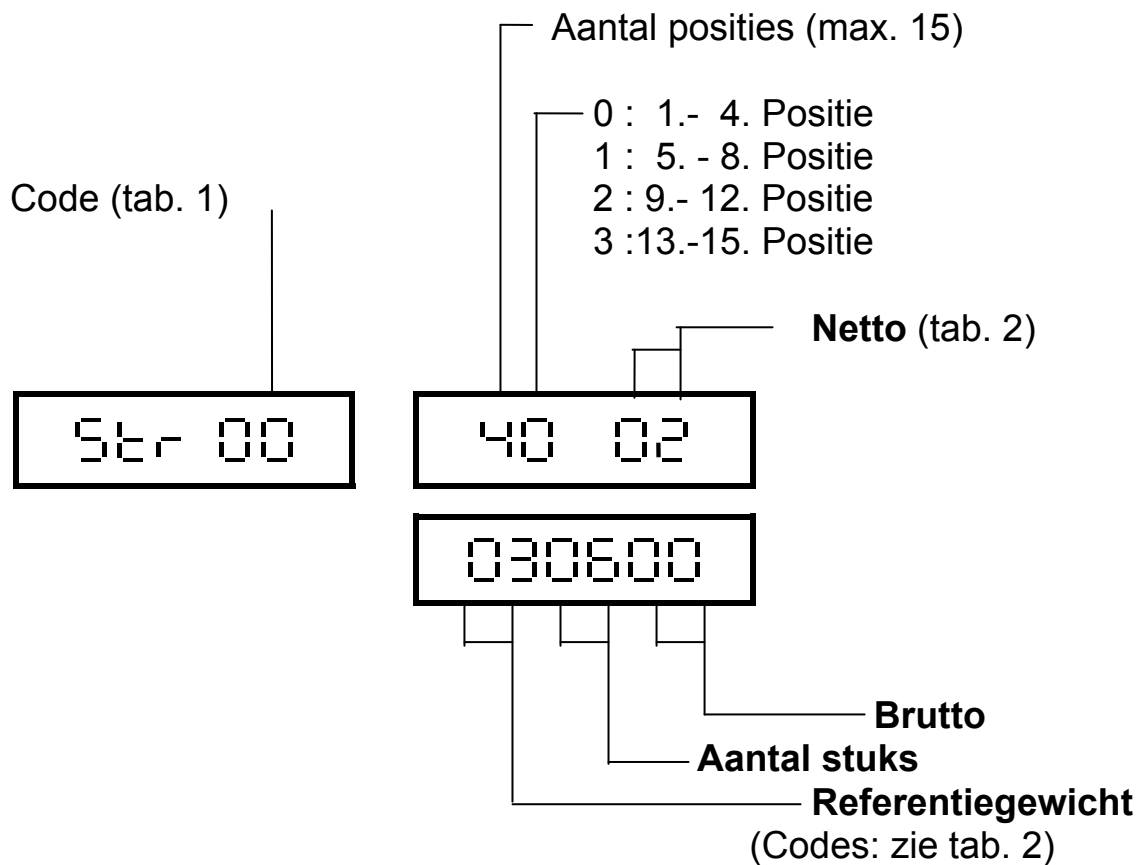 Aantal posities (max. 15)
0 : 1.- 4. Positie
1 : 5. - 8. Positie
2 : 9.- 12. Positie
3 :13.-15. Positie
Code (tab. 1)
Netto (tab. 2)
Str 00
40 02
030600
Brutto
Aantal stuks
Referentiegewicht
(Codes: zie tab. 2)